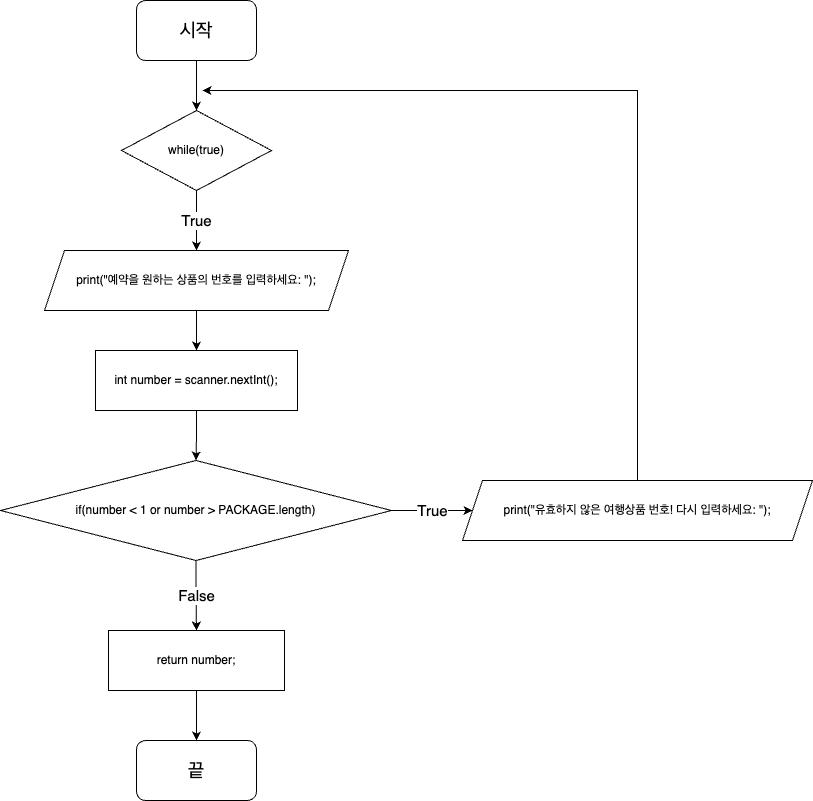 시작
while(true)
True
print("예약을 원하는 상품의 번호를 입력하세요: ");
int number = scanner.nextInt();
if(number < 1 or number > PACKAGE.length)
True
print("유효하지 않은 여행상품 번호! 다시 입력하세요: ");
False
return number;
끝